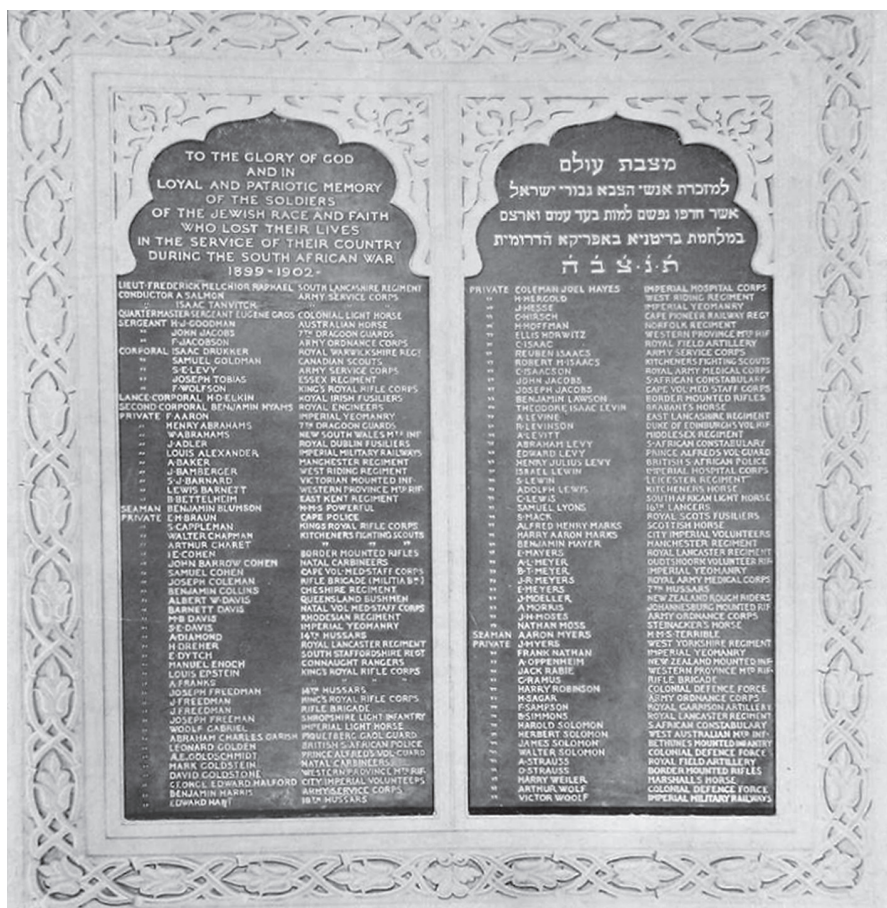 TO THE GLORY OF GOD
AND IN
LOYAL AND PATRIOTIC MEMORY
OF THE SOLDIERS
OF THE JEWISH RACE AND FAITH
WHO LOST THEIR LIVES
IN THE SERVICE OF THEIR COUNTRY
DURING THE SOUTH AFRICAN WAR
1899-1902-
LIEUT·FREDERICK MELCHIOR RAPHAEL SOUTH LANCASHIRE REGIMENT
CONDUCTOR A SALMON ARMY SERVICE CORPS
" ISAAC TANVITCH
QUARTERMASTER SERGEANT EUGENE GROS COLONIAL LIGHT HORSE
SERGEANT H·J·GOODMAN AUSTRALIAN HORSE
" JOHN JACOBS 7TH DRAGOON GUARDS
" F·JACOBSON ARMY ORDNANCE CORPS
CORPORAL ISAAC DRUKKER ROYAL WARWICKSHIRE REGT
" SAMUEL GOLDMAN CANADIAN SCOUTS
" S·E·LEVY ARMY SERVICE CORPS
" JOSEPH TOBIAS ESSEX REGIMENT
" F·WOLFSON KING'S ROYAL RIFLE CORPS
LANCE·CORPORAL H·D·ELKIN ROYAL IRISH FUSILIERS
SECOND CORPORAL BENJAMIN HYAMS ROYAL ENGINEERS
PRIVATE F·AARON IMPERIAL YEOMANRY
" HENRY ABRAHAMS 7TH DRAGOON GUARDS
" W·ABRAHAMS NEW SOUTH WALES MTD INF
" J·ADLER ROYAL DUBLIN FUSILIERS
" LOUIS ALEXANDER IMPERIAL MILITARY RAILWAYS
" A·BAKER MANCHESTER REGIMENT
" J·BAMBERGER WEST RIDING REGIMENT
" S·J·BARNARD VICTORIAN MOUNTED INF·
" LEWIS BARNETT WESTERN PROVINCE MTD RIF·
" B·BETTELHEIM EAST KENT REGIMENT
SEAMAN BENJAMIN BLUMSON H·M·S POWERFUL
PRIVATE E·M·BRAUN CAPE POLICE
" S·CAPPLEMAN KINGS ROYAL RIFLE CORPS
" WALTER CHAPMAN KITCHENERS FIGHTING SCOUTS
" ARTHUR CHARET " " "
" I·E·COHEN BORDER MOUNTED RIFLES
" JOHN BARROW COHEN NATAL CARBINEERS
" SAMUEL COHEN CAPE VOL·MED·STAFF CORPS
" JOSEPH COLEMAN RIFLE BRIGADE (MILITIA BN)
" BENJAMIN COLLINS CHESHIRE REGIMENT
" ALBERT W·DAVIS QUEENSLAND BUSHMEN
" BARNETT DAVIS NATAL VOL MED·STAFF CORPS
" M·B DAVIS RHODESIAN REGIMENT
" S·E·DAVIS IMPERIAL YEOMANRY
" A·DIAMOND 14TH HUSSARS
" H·DREHER ROYAL LANCASTER REGIMENT
" E·DYTCH SOUTH STAFFORDSHIRE REGT
" MANUEL ENOCH CONNAUGHT RANGERS
" LOUIS EPSTEIN KING'S ROYAL RIFLE CORPS
" A·FRANKS " " "
" JOSEPH FREEDMAN 14TH HUSSARS
" J·FREEDMAN KING'S ROYAL RIFLE CORPS
" J·FREEDMAN RIFLE BRIGADE
" JOSEPH FREEMAN SHROPSHIRE LIGHT INFANTRY
" WOOLF GABRIEL IMPERIAL LIGHT HORSE
" ABRAHAM CHARLES GARISH PIQUETBERG GAOL GUARD
" LEONARD GOLDEN BRITISH S·AFRICAN POLICE
" A·E·GOLDSCHMIDT PRINCE ALFRED'S VOL·GUARD
" MARK GOLDSTEIN NATAL CARBINEERS
" DAVID GOLDSTONE WESTERN PROVINCE MTD RIF·
" GEORGE EDWARD HALFORD CITY IMPERIAL VOLUNTEERS
" BENJAMIN HARRIS ARMY SERVICE CORPS
" EDWARD HART 18TH HUSSARS
מצבת עולם
למזכרת אנשי הצבא גבורי ישראל
אשר חרפו נפשם למות בעד עמם וארצם
במלחמת בריטניא באפריקא הדרומית
ת·נ·צ·ב·ה
PRIVATE COLEMAN JOEL HAYES IMPERIAL HOSPITAL CORPS
" H·HERGOLD WEST RIDING REGIMENT
" J·HESSE IMPERIAL YEOMANRY
" C·HIRSCH CAPE PIONEER RAILWAY REGT
" H·HOFFMAN NORFOLK REGIMENT
" ELLIS HORWITZ WESTERN PROVINCE MTD RIF
" C·ISAAC ROYAL FIELD ARTILLERY
" REUBEN ISAACS ARMY SERVICE CORPS
" ROBERT H·ISAACS KITCHENERS FIGHTING SCOUTS
" C·ISAACSON ROYAL ARMY MEDICAL CORPS
" JOHN JACOBS S·AFRICAN CONSTABULARY
" JOSEPH JACOBS CAPE VOL·MED STAFF CORPS
" BENJAMIN LAWSON BORDER MOUNTED RIFLES
" THEODORE ISAAC LEVIN BRABANTS HORSE
" A·LEVINE EAST LANCASHIRE REGIMENT
" R·LEVINSON DUKE OF EDINBURGH'S VOL·RIF·
" A·LEVITT MIDDLESEX REGIMENT
" ABRAHAM LEVY S·AFRICAN CONSTABULARY
" EDWARD LEVY PRINCE ALFREDS VOL·GUARD
" HENRY JULIUS LEVY BRITISH S·AFRICAN POLICE
" ISRAEL LEWIN IMPERIAL HOSPITAL CORPS
" S·LEWIN LEICESTER REGIMENT
" ADOLPH LEWIS KITCHENERS HORSE
" C·LEWIS SOUTH AFRICAN LIGHT HORSE
" SAMUEL LYONS 16TH LANCERS
" S·MACK ROYAL SCOTS FUSILIERS
" ALFRED HENRY MARKS SCOTTISH HORSE
" HARRY AARON MARKS CITY IMPERIAL VOLUNTEERS
" BENJAMIN MAYER MANCHESTER REGIMENT
" E·MAYERS ROYAL LANCASTER REGIMENT
" A·L·MEYER OUDTSHOORN VOLUNTEER RIF·
" B·T·MEYER IMPERIAL YEOMANRY
" J·R·MEYERS ROYAL ARMY MEDICAL CORPS
" E·MEYERS 7TH HUSSARS
" J·MOELLER NEW ZEALAND ROUGH RIDERS
" A MORRIS JOHANNESBURG MOUNTED RIF·
" J·H·MOSES ARMY ORDNANCE CORPS
" NATHAN MOSS STEINACKER'S HORSE
SEAMAN AARON MYERS H·M·S·TERRIBLE
PRIVATE J·MYERS WEST YORKSHIRE REGIMENT
" FRANK NATHAN IMPERIAL YEOMANRY
" A·OPPENHEIM NEW ZEALAND MOUNTED INF·
" JACK RABIE WESTERN PROVINCE MTD RIF·
" C·RAMUS RIFLE BRIGADE
" HARRY ROBINSON COLONIAL DEFENCE FORCE
" H·SAGAR ARMY ORDNANCE CORPS
" F·SAMPSON ROYAL GARRISON ARTILLERY
" B·SIMMONS ROYAL LANCASTER REGIMENT
" HAROLD SOLOMON S·AFRICAN CONSTABULARY
" HERBERT SOLOMON WEST AUSTRALIAN MTD INF·
" JAMES SOLOMON BETHUNE'S MOUNTED INFANTRY
" WALTER SOLOMON COLONIAL DEFENCE FORCE
" A·STRAUSS ROYAL FIELD ARTILLERY
" O·STRAUSS BORDER MOUNTED RIFLES
" HARRY WEILER MARSHALL'S HORSE
" ARTHUR WOLF COLONIAL DEFENCE FORCE
" VICTOR WOOLF IMPERIAL MILITARY RAILWAYS